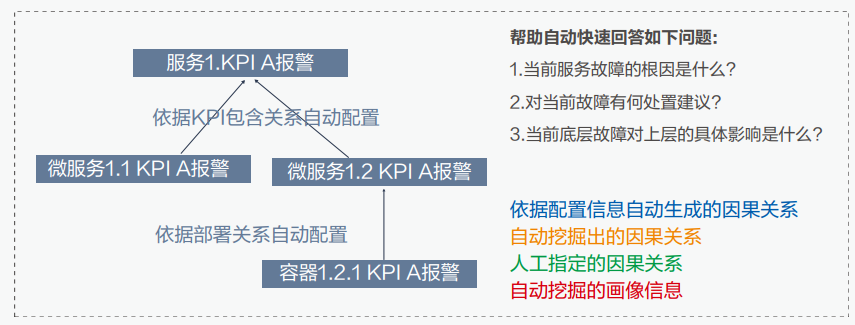 服务1.KPI A报警
依据KPI包含关系自动配置
微服务1.1 KPI A报警
微服务1.2 KPI A报警
依据部署关系自动配置
容器1.2.1 KPI A报警
帮助自动快速回答如下问题:
1.当前服务故障的根因是什么?
2.对当前故障有何处置建议?
3.当前底层故障对上层的具体影响是什么?
依据配置信息自动生成的因果关系
自动挖掘出的因果关系
人工指定的因果关系
自动挖掘的画像信息